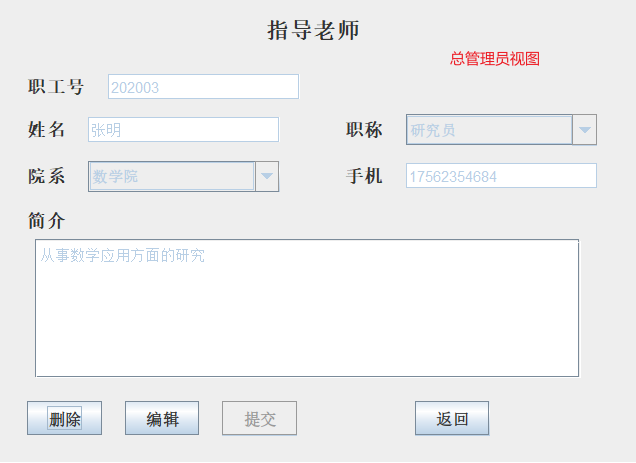 指导老师
总管理员视图
职工号 202003
姓名 张明 职称 研究员
院系 数学院 手机 17562354684
简介
从事数学应用方面的研究
删除 编辑 提交 返回